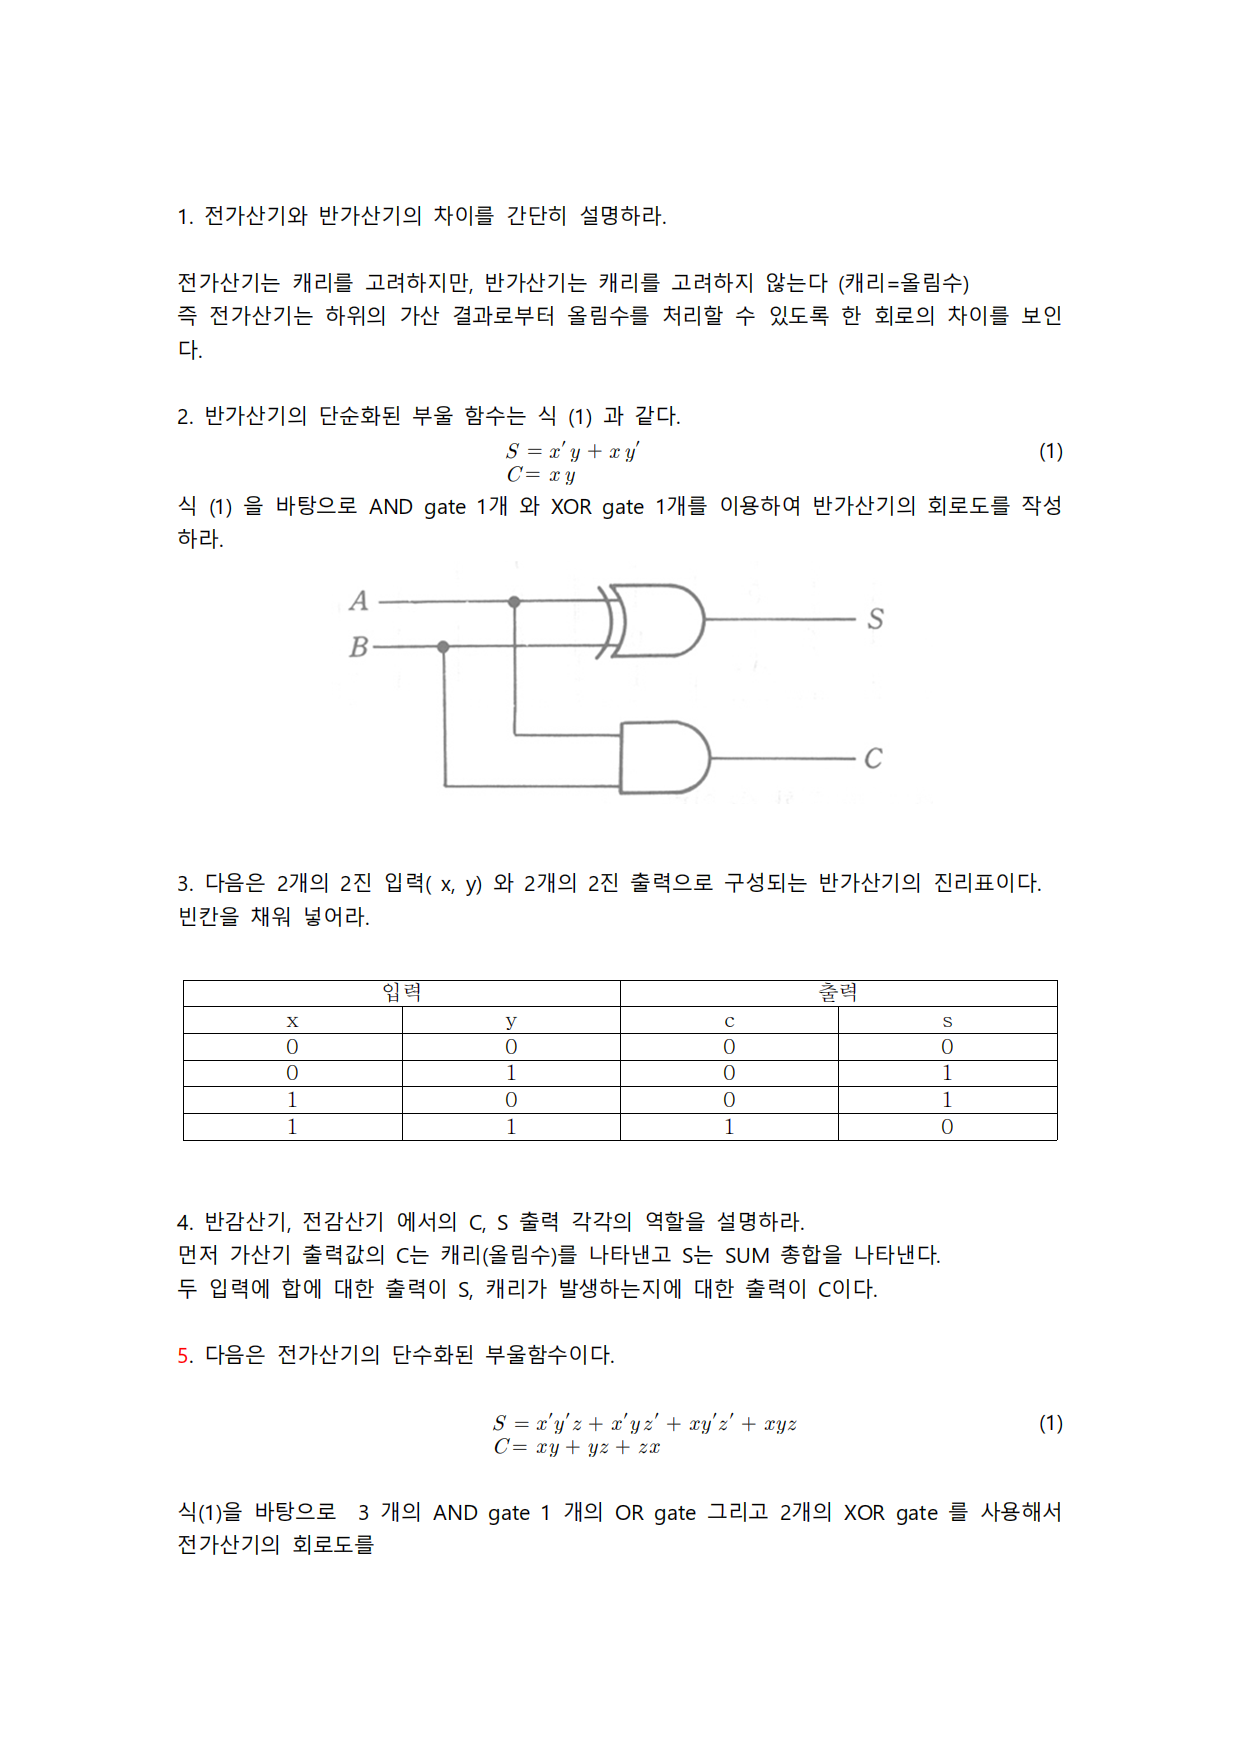 1. 전가산기와 반가산기의 차이를 간단히 설명하라.
전가산기는 캐리를 고려하지만, 반가산기는 캐리를 고려하지 않는다 (캐리=올림수)
즉 전가산기는 하위의 가산 결과로부터 올림수를 처리할 수 있도록 한 회로의 차이를 보인
다.
2. 반가산기의 단순화된 부울 함수는 식 (1) 과 같다.
S = x′y + xy′ (1)
C = xy
식 (1) 을 바탕으로 AND gate 1개 와 XOR gate 1개를 이용하여 반가산기의 회로도를 작성
하라.
A
S
B
C
3. 다음은 2개의 2진 입력( x, y) 와 2개의 2진 출력으로 구성되는 반가산기의 진리표이다.
빈칸을 채워 넣어라.
입력 출력
x y c s
0 0 0 0
0 1 0 1
1 0 0 1
1 1 1 0
4. 반감산기, 전감산기 에서의 C, S 출력 각각의 역할을 설명하라.
먼저 가산기 출력값의 C는 캐리(올림수)를 나타낸고 S는 SUM 총합을 나타낸다.
두 입력에 합에 대한 출력이 S, 캐리가 발생하는지에 대한 출력이 C이다.
5. 다음은 전가산기의 단수화된 부울함수이다.
S = x′y′z + x′yz′ + xy′z′ + xyz (1)
C = xy + yz + zx
식(1)을 바탕으로 3 개의 AND gate 1 개의 OR gate 그리고 2개의 XOR gate 를 사용해서
전가산기의 회로도를